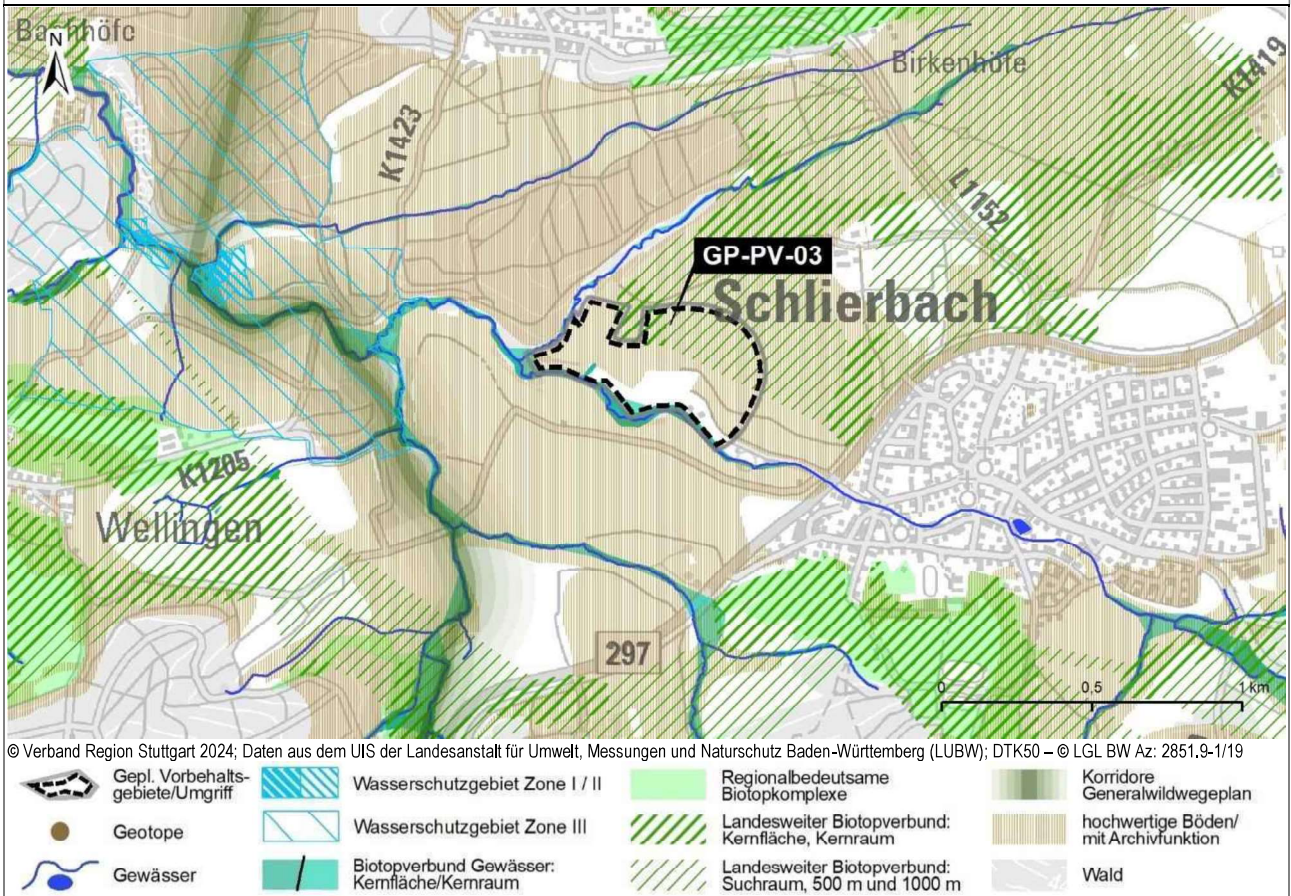 Bachhöfe
N
Birkenhöfe
K1419
K1423
L1152
GP-PV-03
Schlierbach
K1205
Wellingen
297
0 0,5 1 km
© Verband Region Stuttgart 2024; Daten aus dem UIS der Landesanstalt für Umwelt, Messungen und Naturschutz Baden-Württemberg (LUBW); DTK50 – © LGL BW Az: 2851.9-1/19
Gepl. Vorbehalts-
gebiete/Umgriff
Geotope
Gewässer
Wasserschutzgebiet Zone I / II
Wasserschutzgebiet Zone III
Biotopverbund Gewässer:
Kernfläche/Kernraum
Regionalbedeutsame
Biotopkomplexe
Landesweiter Biotopverbund:
Kernfläche, Kernraum
Landesweiter Biotopverbund:
Suchraum, 500 m und 1000 m
Korridore
Generalwildwegeplan
hochwertige Böden/
mit Archivfunktion
Wald